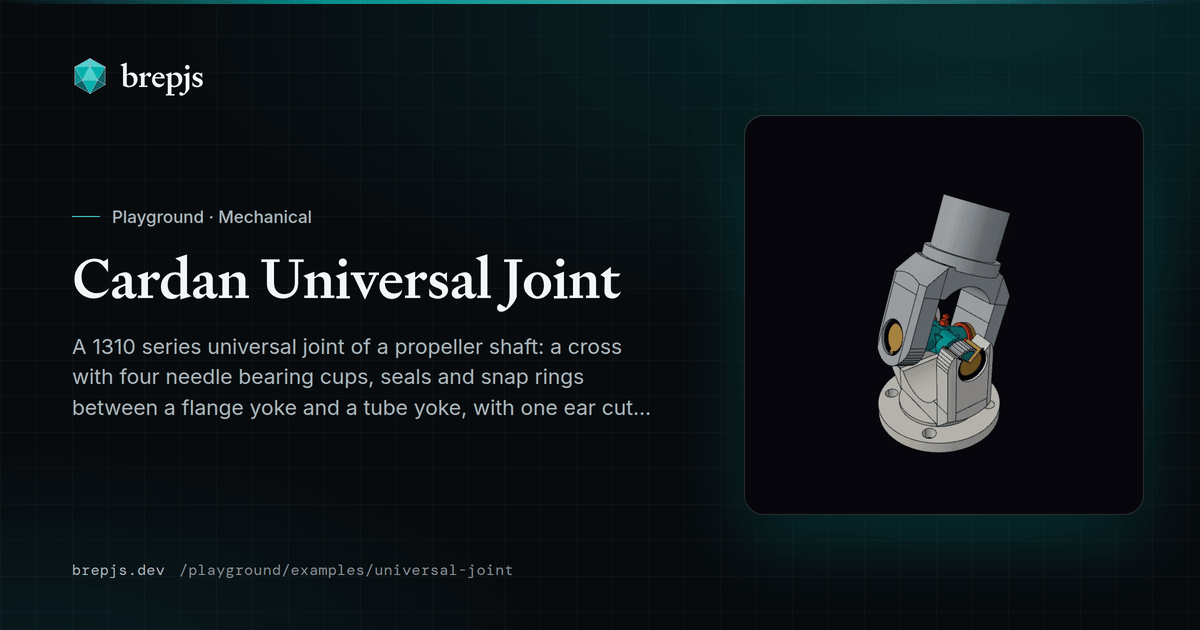 brepjs
Playground · Mechanical
Cardan Universal Joint
A 1310 series universal joint of a propeller shaft: a cross
with four needle bearing cups, seals and snap rings
between a flange yoke and a tube yoke, with one ear cut...
brepjs.dev /playground/examples/universal-joint